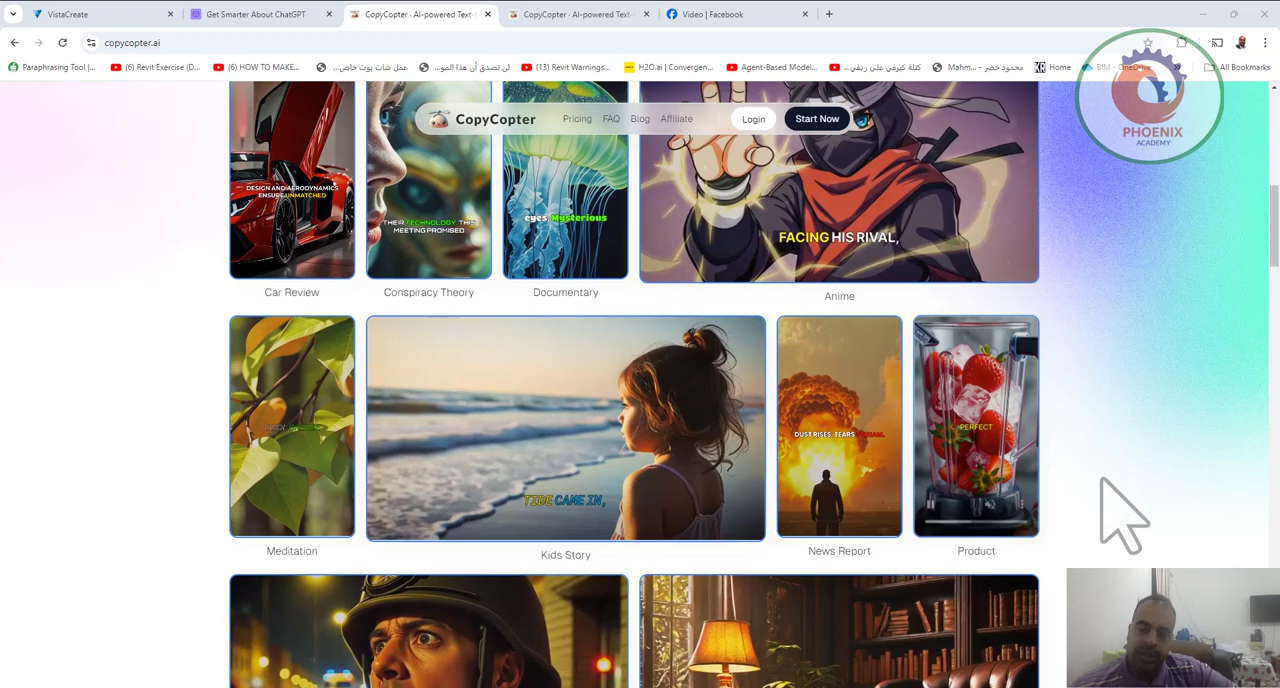 VistaCreate
Get Smarter About ChatGPT
CopyCopter - AI-powered Text-
CopyCopter - AI-powered Text-
Video | Facebook
copycopter.ai
Paraphrasing Tool |...
(6) Revit Exercise (D...
(6) HOW TO MAKE...
عمل شات بوت خاص...
لن تصدق أن هذا الفيد...
(13) Revit Warnings...
H2O.ai | Convergen...
Agent-Based Model...
كتلة كيرفي على ريفي...
محمود خضر – Mahm...
Home
BIM - OneDrive
All Bookmarks
PHOENIX
ACADEMY
CopyCopter
Pricing
FAQ
Blog
Affiliate
Login
Start Now
DESIGN AND AERODYNAMICS
ENSURE UNMATCHED
THEIR TECHNOLOGY THIS
MEETING PROMISED
eyes. Mysterious
FACING HIS RIVAL,
Car Review
Conspiracy Theory
Documentary
Anime
TIDE CAME IN,
DUST RISES, TEARS
PERFECT
Meditation
Kids Story
News Report
Product